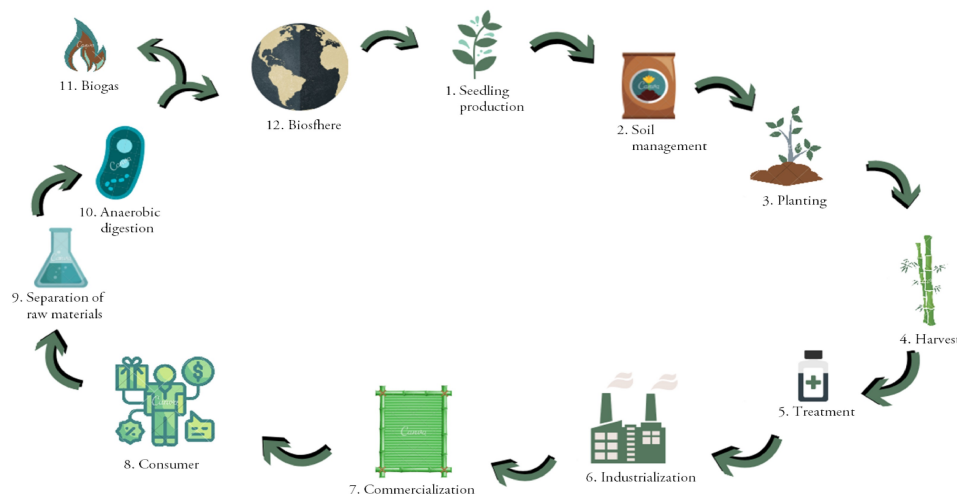 1. Seedling
production
2. Soil
management
3. Planting
4. Harvest
5. Treatment
6. Industrialization
7. Commercialization
8. Consumer
9. Separation of
raw materials
10. Anaerobic
digestion
11. Biogas
12. Biosfhere